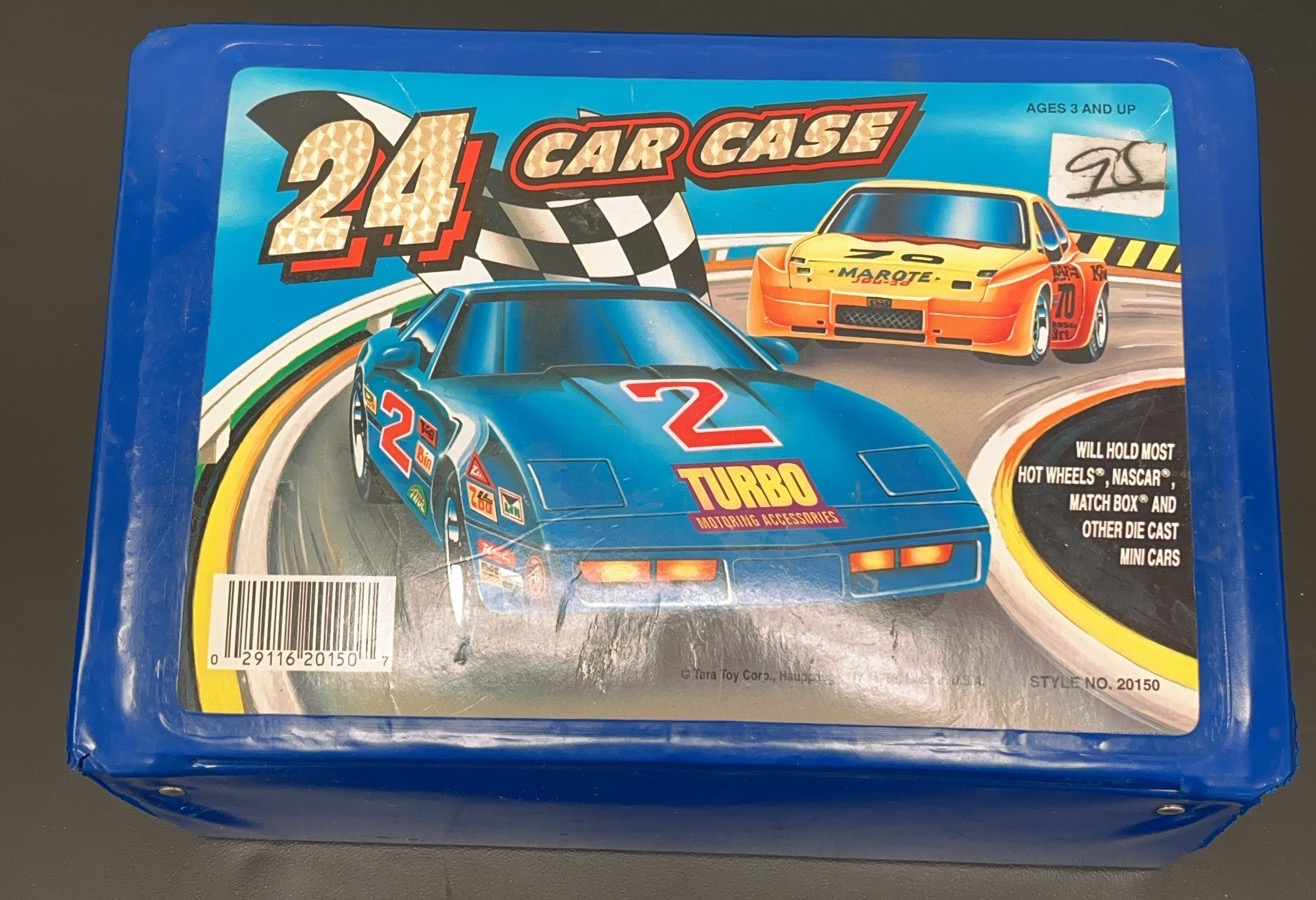 24 CAR CASE
AGES 3 AND UP
95
70
MAROTE
70
2
TURBO
MOTORING ACCESSORIES
2
Bin
WILL HOLD MOST
HOT WHEELS®, NASCAR®,
MATCH BOX® AND
OTHER DIE CAST
MINI CARS
0 29116 20150 7
© Tara Toy Corp., U.S.A.
STYLE NO. 20150